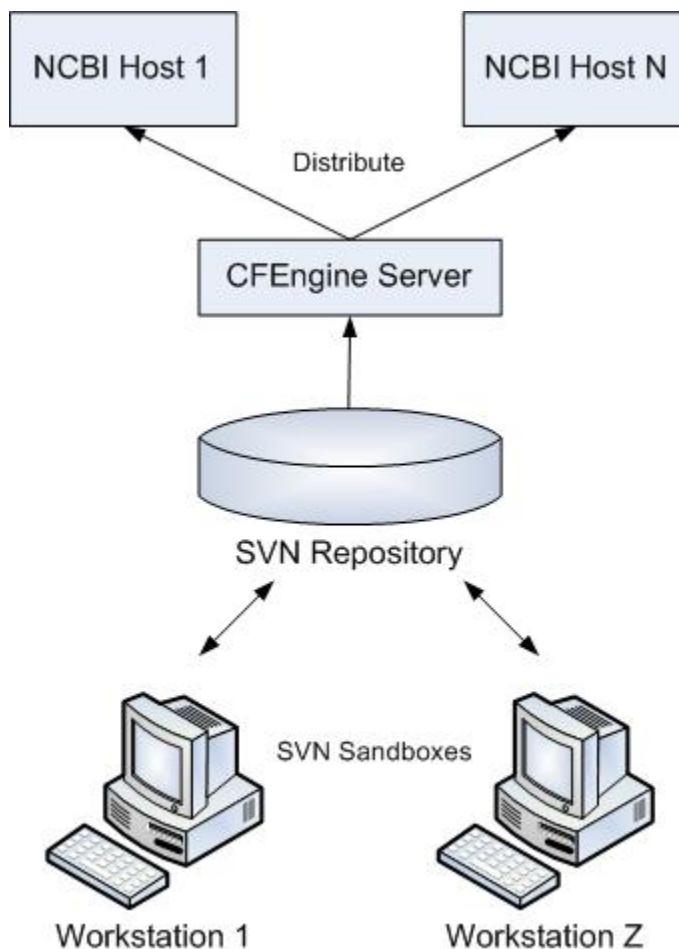 NCBI Host 1
NCBI Host N
Distribute
CFEngine Server
SVN Repository
SVN Sandboxes
Workstation 1
Workstation Z